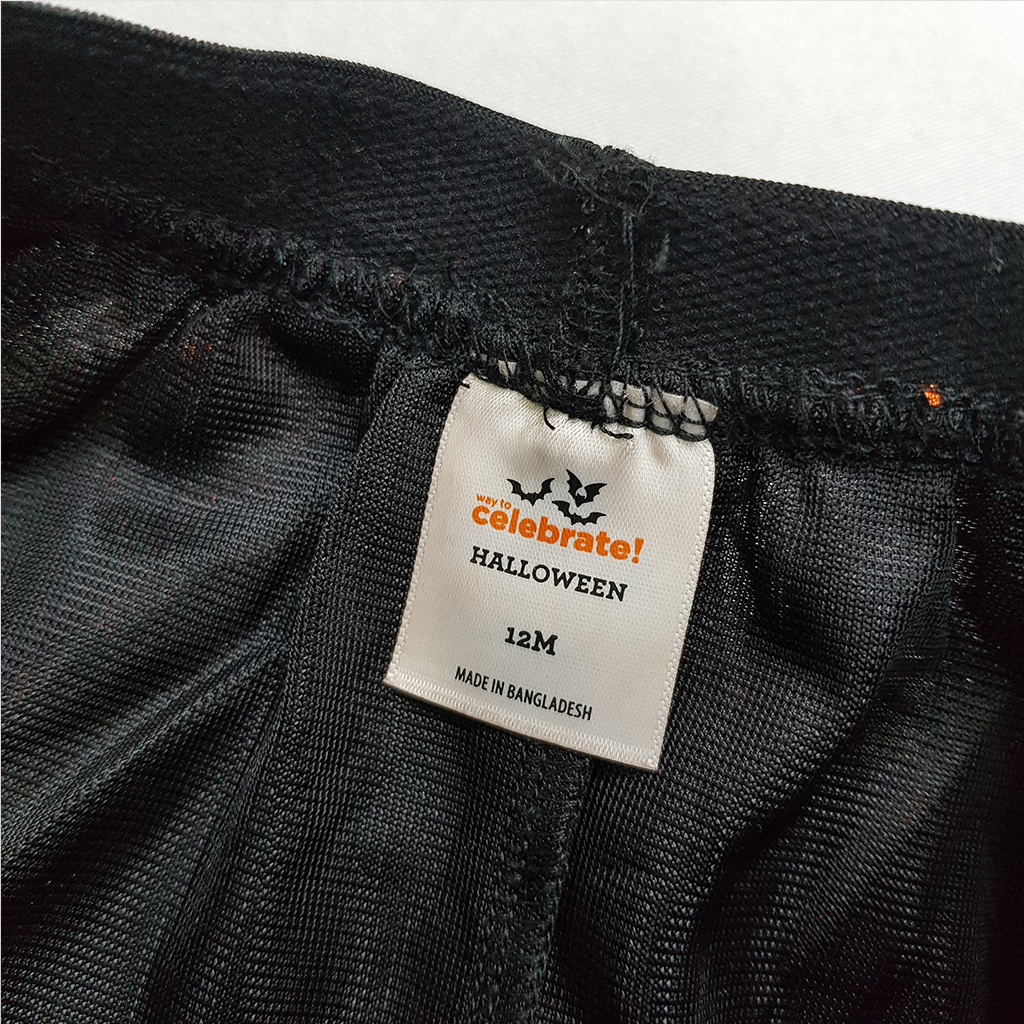 way to
celebrate!
HALLOWEEN
12M
MADE IN BANGLADESH